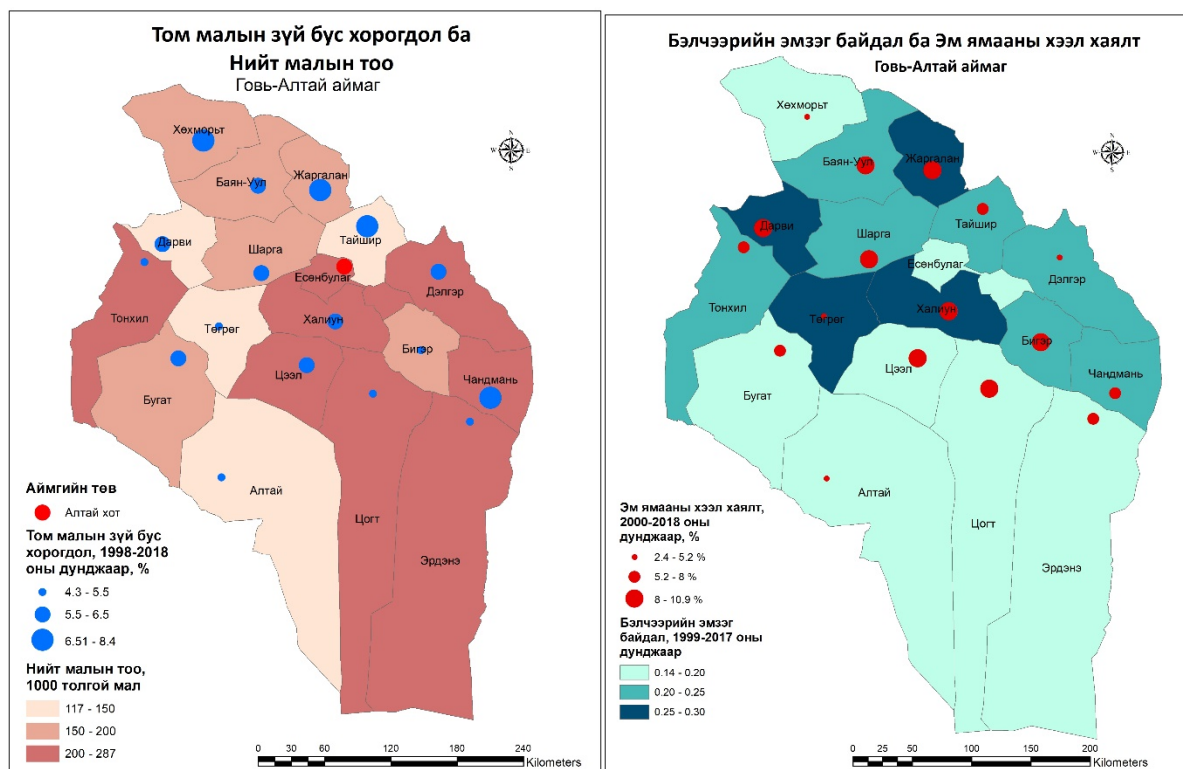 Том малын зүй бус хорогдол ба
Нийт малын тоо
Говь-Алтай аймаг
N
W
E
S
Хөхморьт
Баян-Уул
Жаргалан
Дарви
Шарга
Тайшир
Есөнбулаг
Дэлгэр
Тонхил
Төгрөг
Халиун
Бигэр
Цээл
Чандмань
Бугат
Алтай
Цогт
Эрдэнэ
Аймгийн төв
Алтай хот
Том малын зүй бус
хорогдол, 1998-2018
оны дунджаар, %
4.3 - 5.5
5.5 - 6.5
6.51 - 8.4
Нийт малын тоо,
1000 толгой мал
117 - 150
150 - 200
200 - 287
0 30 60 120 180 240
Kilometers
Бэлчээрийн эмзэг байдал ба Эм ямааны хээл хаялт
Говь-Алтай аймаг
N
W
E
S
Хөхморьт
Баян-Уул
Жаргалан
Дарви
Шарга
Тайшир
Есөнбулаг
Дэлгэр
Тонхил
Төгрөг
Халиун
Бигэр
Цээл
Чандмань
Бугат
Алтай
Цогт
Эрдэнэ
Эм ямааны хээл хаялт,
2000-2018 оны
дунджаар, %
2.4 - 5.2 %
5.2 - 8 %
8 - 10.9 %
Бэлчээрийн эмзэг
байдал, 1999-2017 оны
дунджаар
0.14 - 0.20
0.20 - 0.25
0.25 - 0.30
0 25 50 100 150 200
Kilometers